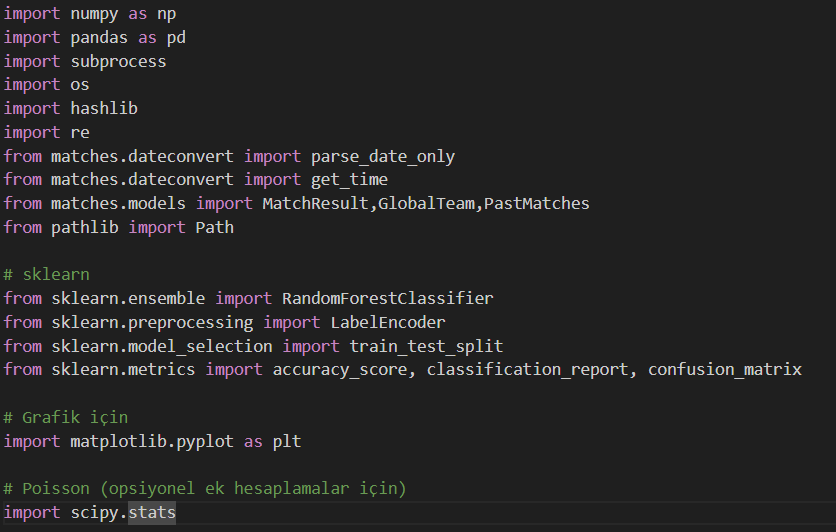 import numpy as np
import pandas as pd
import subprocess
import os
import hashlib
import re
from matches.dateconvert import parse_date_only
from matches.dateconvert import get_time
from matches.models import MatchResult,GlobalTeam,PastMatches
from pathlib import Path
# sklearn
from sklearn.ensemble import RandomForestClassifier
from sklearn.preprocessing import LabelEncoder
from sklearn.model_selection import train_test_split
from sklearn.metrics import accuracy_score, classification_report, confusion_matrix
# Grafik için
import matplotlib.pyplot as plt
# Poisson (opsiyonel ek hesaplamalar için)
import scipy.stats